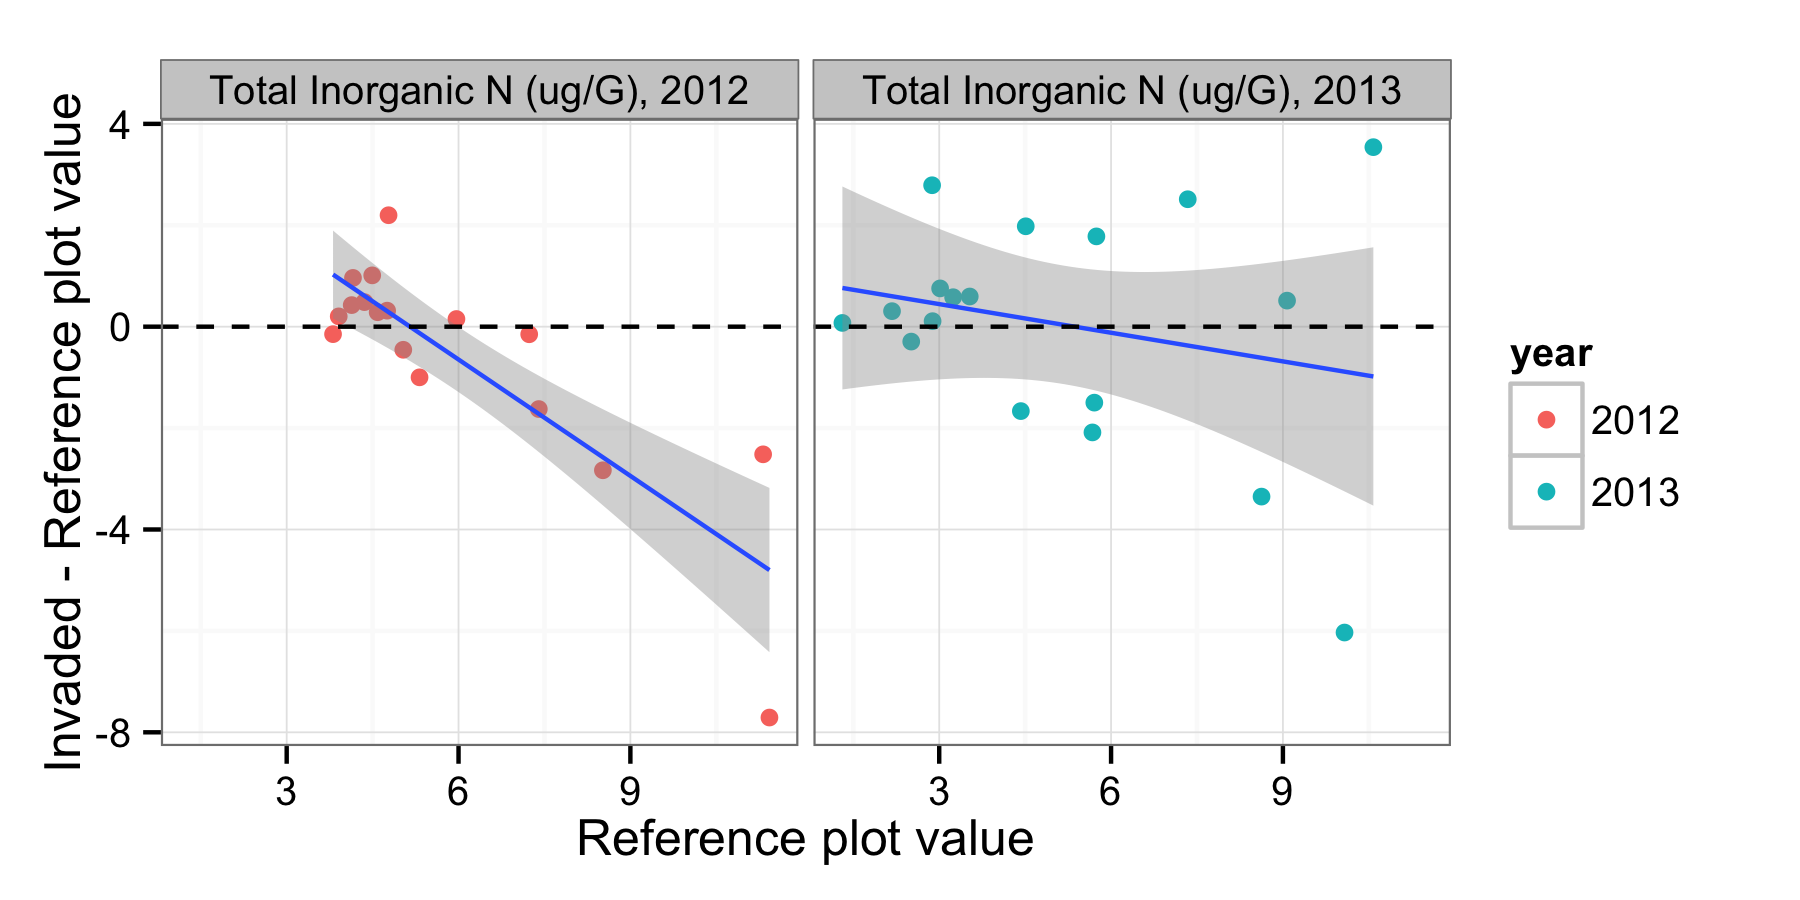 Total Inorganic N (ug/G), 2012
Total Inorganic N (ug/G), 2013
Invaded - Reference plot value
4
0
-4
-8
3
6
9
3
6
9
Reference plot value
year
2012
2013